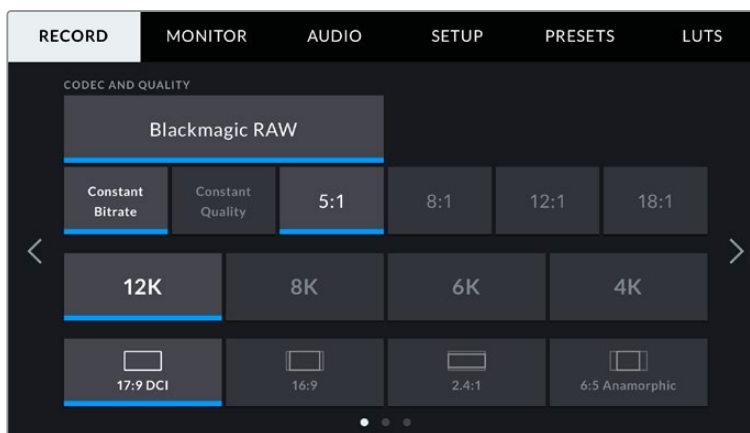 RECORD MONITOR AUDIO SETUP PRESETS LUTS
CODEC AND QUALITY
Blackmagic RAW
Constant Bitrate Constant Quality 5:1 8:1 12:1 18:1
12K 8K 6K 4K
17:9 DCI 16:9 2.4:1 6:5 Anamorphic